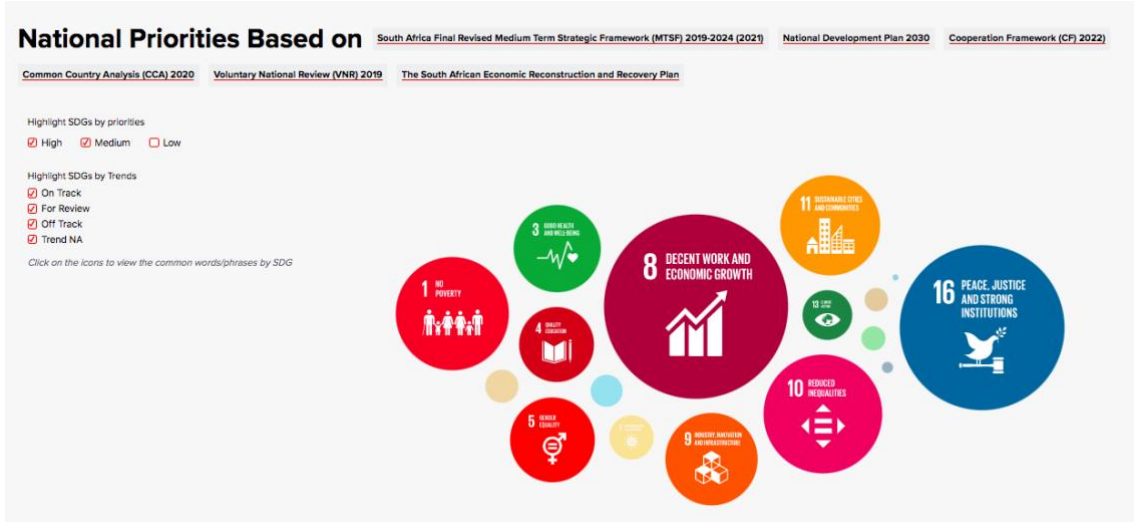 National Priorities Based on South Africa Final Revised Medium Term Strategic Framework (MTSF) 2019-2024 (2021) National Development Plan 2030 Cooperation Framework (CF) 2022)
Common Country Analysis (CCA) 2020 Voluntary National Review (VNR) 2019 The South African Economic Reconstruction and Recovery Plan
Highlight SDGs by priorities
High Medium Low
Highlight SDGs by Trends
On Track
For Review
Off Track
Trend NA
Click on the icons to view the common words/phrases by SDG
1 NO
POVERTY
3 GOOD HEALTH
AND WELL-BEING
4 QUALITY
EDUCATION
5 GENDER
EQUALITY
8 DECENT WORK AND
ECONOMIC GROWTH
9 INDUSTRY, INNOVATION
AND INFRASTRUCTURE
11 SUSTAINABLE CITIES
AND COMMUNITIES
13 CLIMATE
ACTION
10 REDUCED
INEQUALITIES
16 PEACE, JUSTICE
AND STRONG
INSTITUTIONS